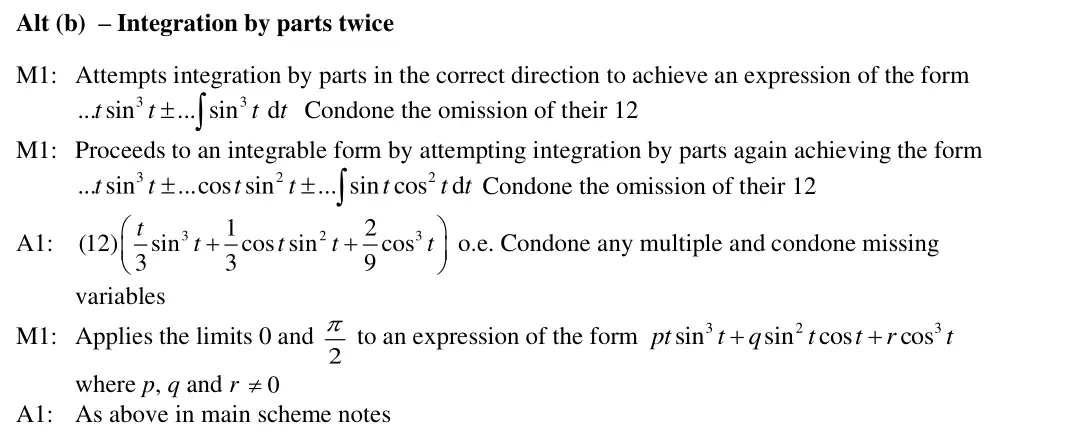 Alt (b) – Integration by parts twice
M1: Attempts integration by parts in the correct direction to achieve an expression of the form
...t sin³ t ± ...∫ sin³ t dt Condone the omission of their 12
M1: Proceeds to an integrable form by attempting integration by parts again achieving the form
...t sin³ t ± ...cos t sin² t ± ...∫ sin t cos² t dt Condone the omission of their 12
A1: (12)(t/3 sin³ t + 1/3 cos t sin² t + 2/9 cos³ t) o.e. Condone any multiple and condone missing
variables
M1: Applies the limits 0 and π/2 to an expression of the form pt sin³ t + q sin² t cos t + r cos³ t
where p, q and r ≠ 0
A1: As above in main scheme notes